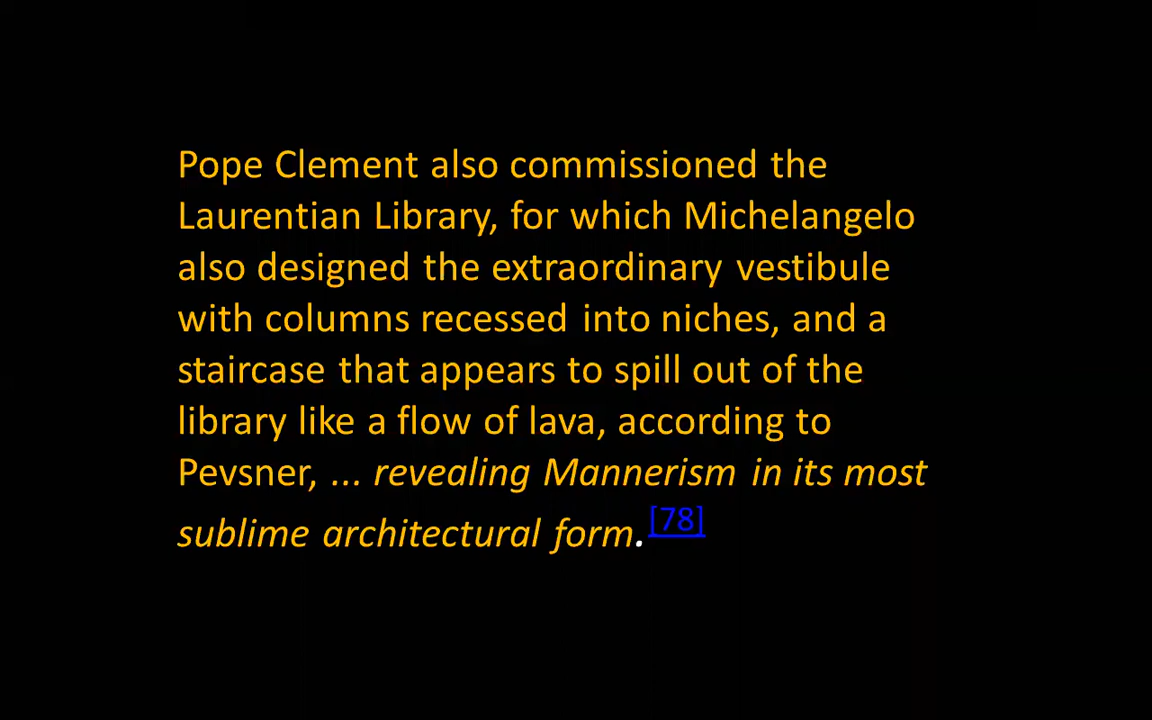 Pope Clement also commissioned the
Laurentian Library, for which Michelangelo
also designed the extraordinary vestibule
with columns recessed into niches, and a
staircase that appears to spill out of the
library like a flow of lava, according to
Pevsner, ... revealing Mannerism in its most
sublime architectural form.[78]